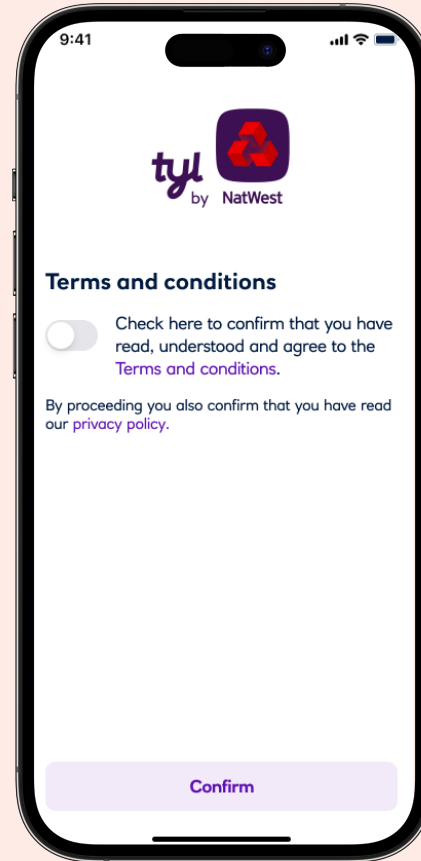 9:41
tyl
by NatWest
Terms and conditions
Check here to confirm that you have
read, understood and agree to the
Terms and conditions.
By proceeding you also confirm that you have read
our privacy policy.
Confirm